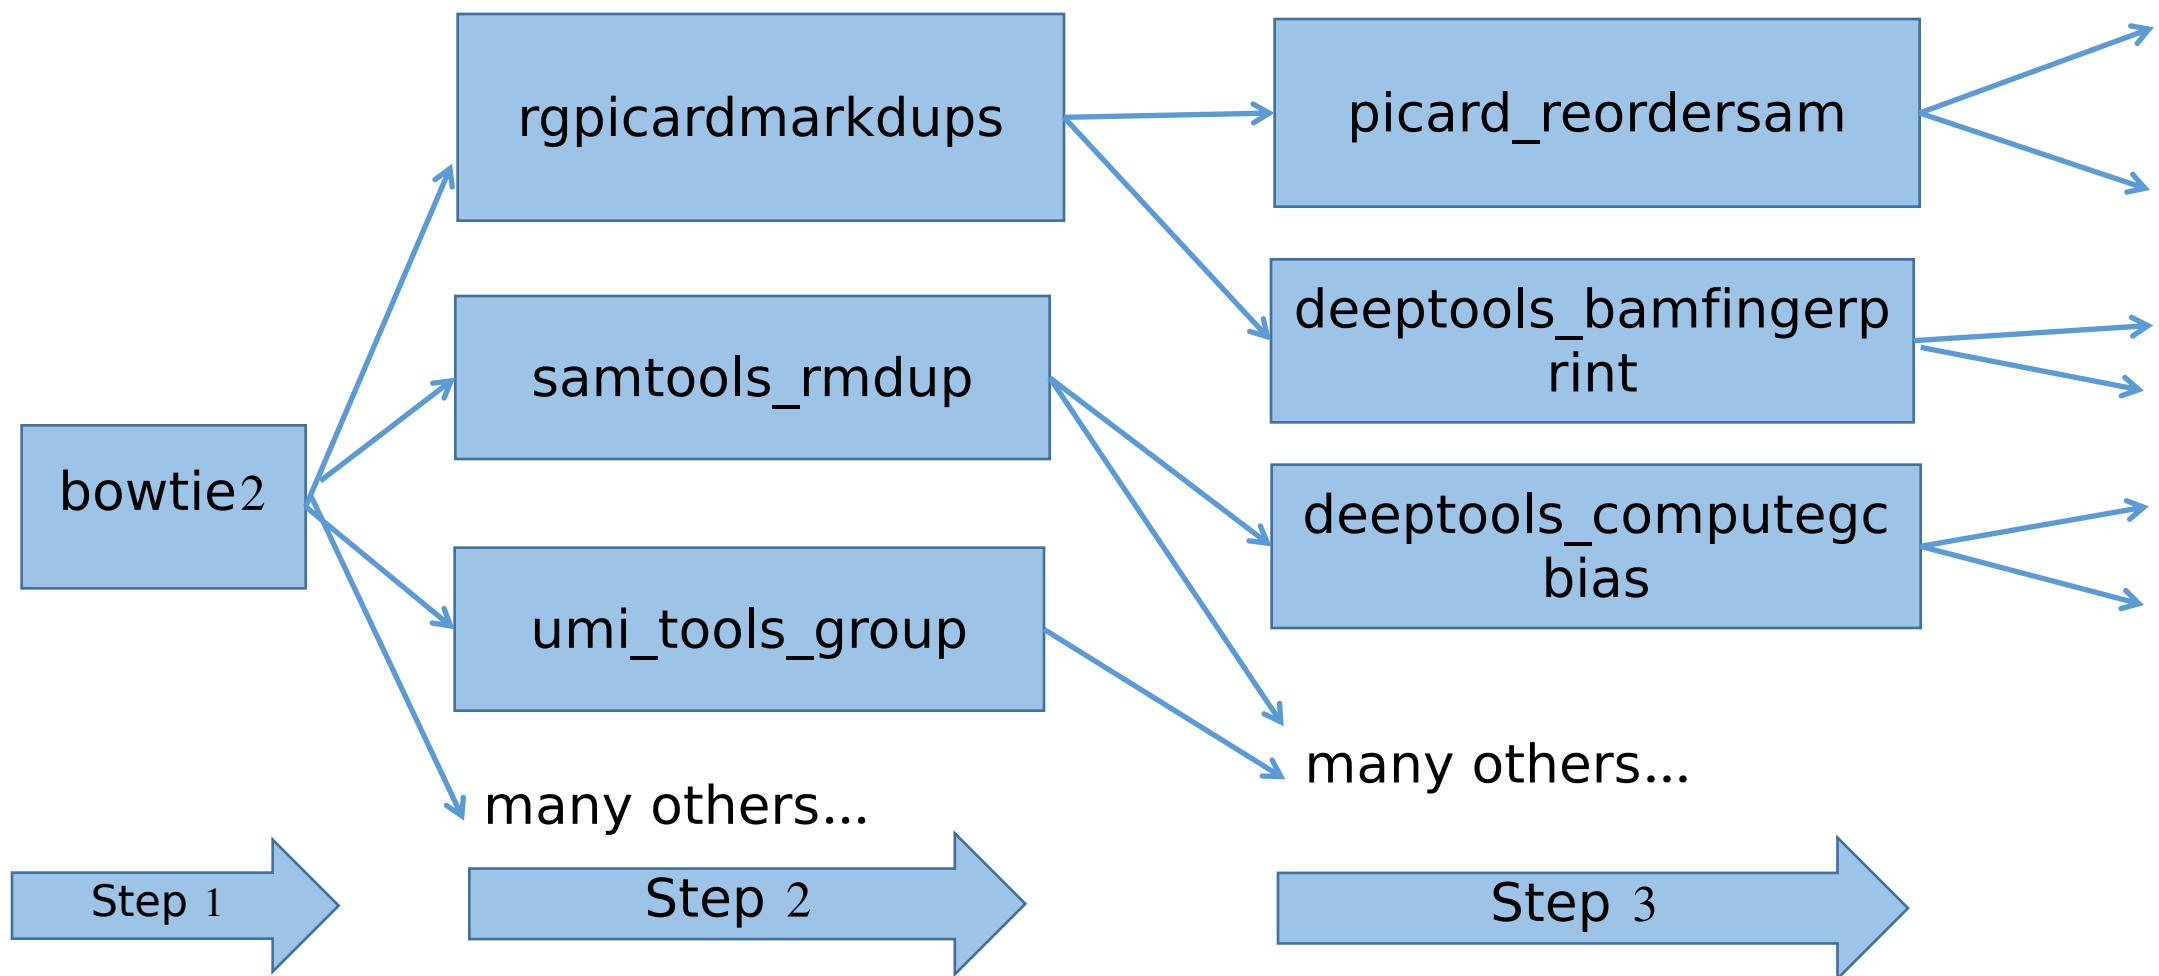 rgpicardmarkdups
picard_reordersam
deeptools_bamfingerp
rint
samtools_rmdup
bowtie2
deeptools_computegc
bias
umi_tools_group
many others...
many others...
Step 1
Step 2
Step 3